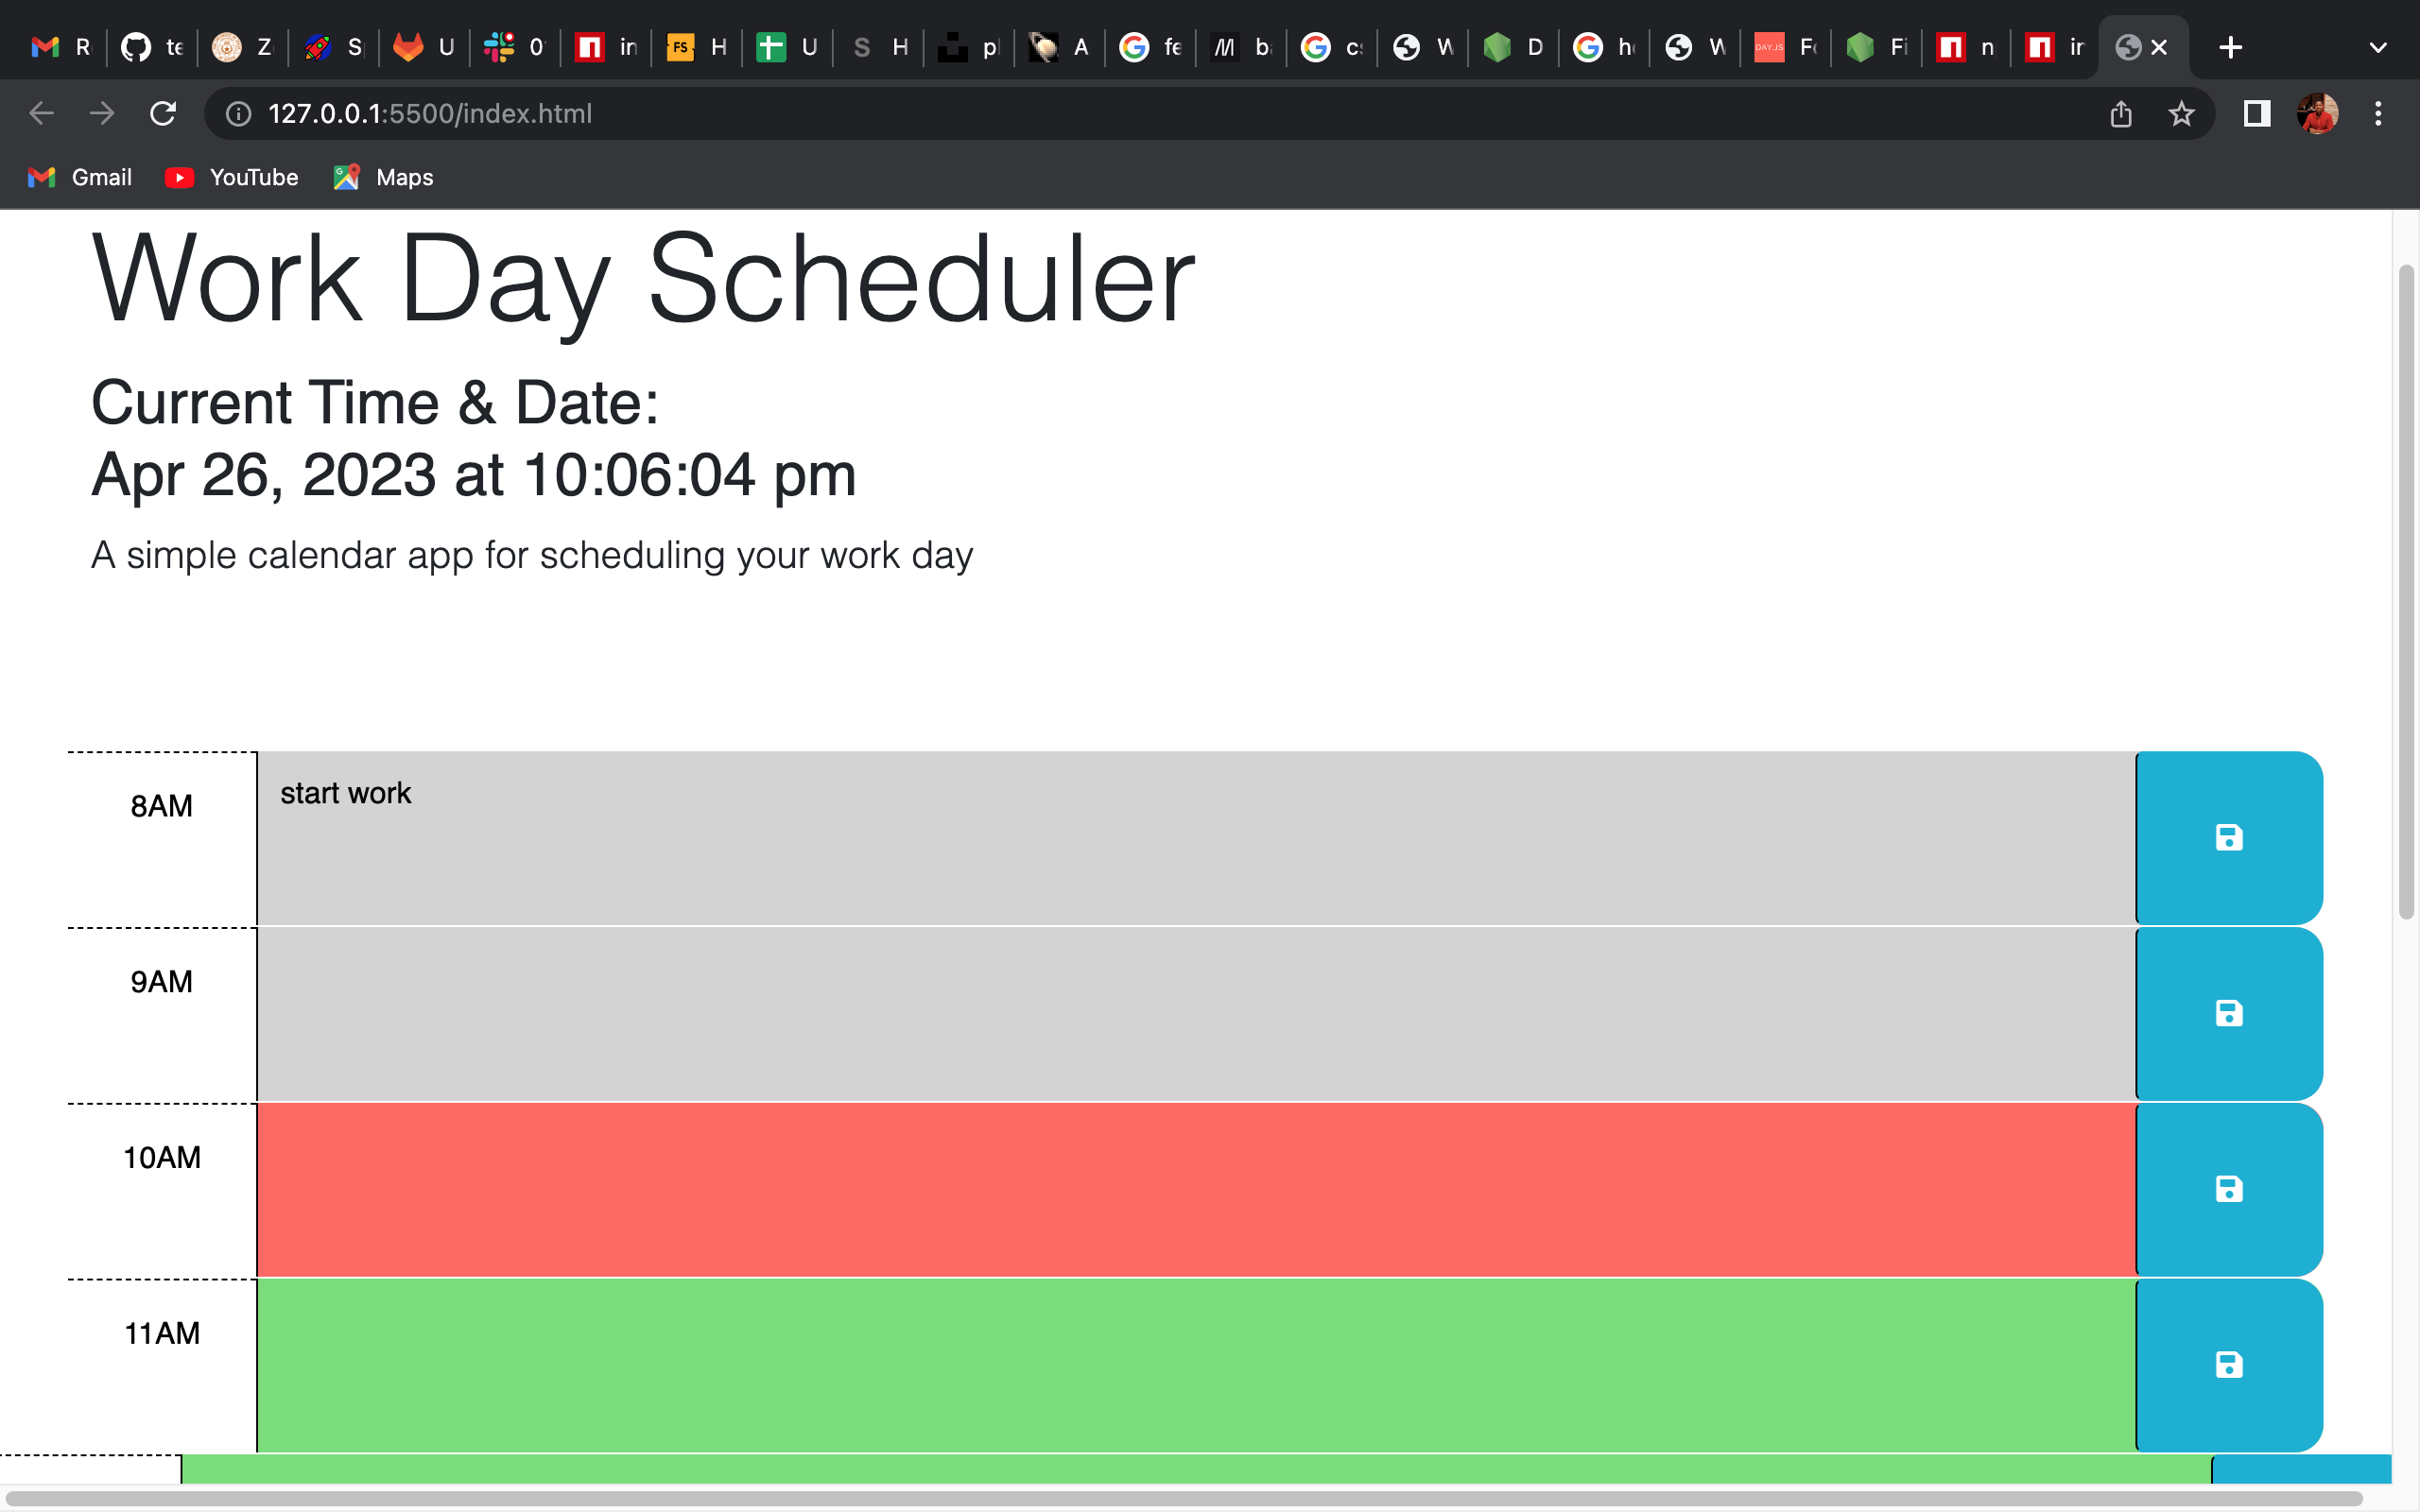 R te Z S U 0 in H U S H p A G fe M b c W D h W DAY.JS F Fi n ir
127.0.0.1:5500/index.html
Gmail YouTube Maps
Work Day Scheduler
Current Time & Date:
Apr 26, 2023 at 10:06:04 pm
A simple calendar app for scheduling your work day
8AM start work
9AM
10AM
11AM